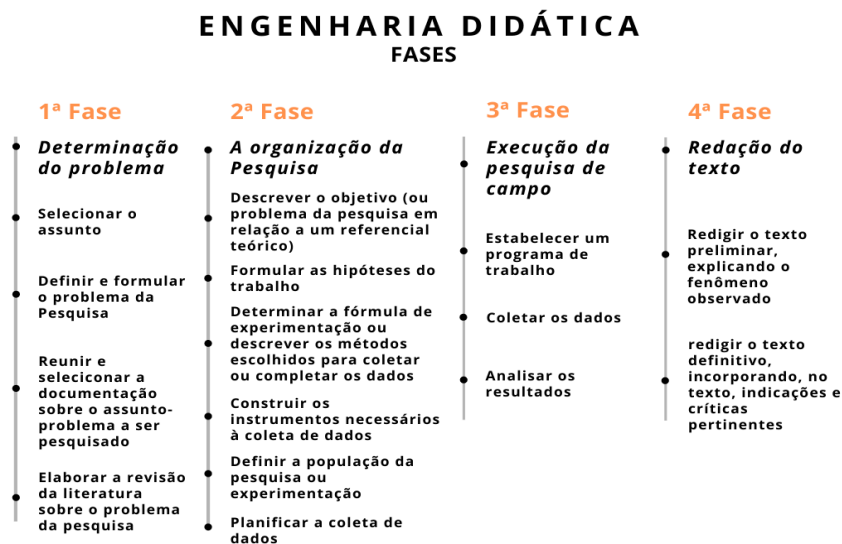 ENGENHARIA DIDÁTICA
FASES
1ª Fase
Determinação
do problema
Selecionar o
assunto
Definir e formular
o problema da
Pesquisa
Reunir e
seleciconar a
documentação
sobre o assunto-
problema a ser
pesquisado
Elaborar a revisão
da literatura
sobre o problema
da pesquisa
2ª Fase
A organização da
Pesquisa
Descrever o objetivo (ou
problema da pesquisa em
relação a um referencial
teórico)
Formular as hipóteses do
trabalho
Determinar a fórmula de
experimentação ou
descrever os métodos
escolhidos para coletar
ou completar os dados
Construir os
instrumentos necessários
à coleta de dados
Definir a população da
pesquisa ou
experimentação
Planificar a coleta de
dados
3ª Fase
Execução da
pesquisa de
campo
Estabelecer um
programa de
trabalho
Coletar os dados
Analisar os
resultados
4ª Fase
Redação do
texto
Redigir o texto
preliminar,
explicando o
fenômeno
observado
redigir o texto
definitivo,
incorporando, no
texto, indicações e
críticas
pertinentes